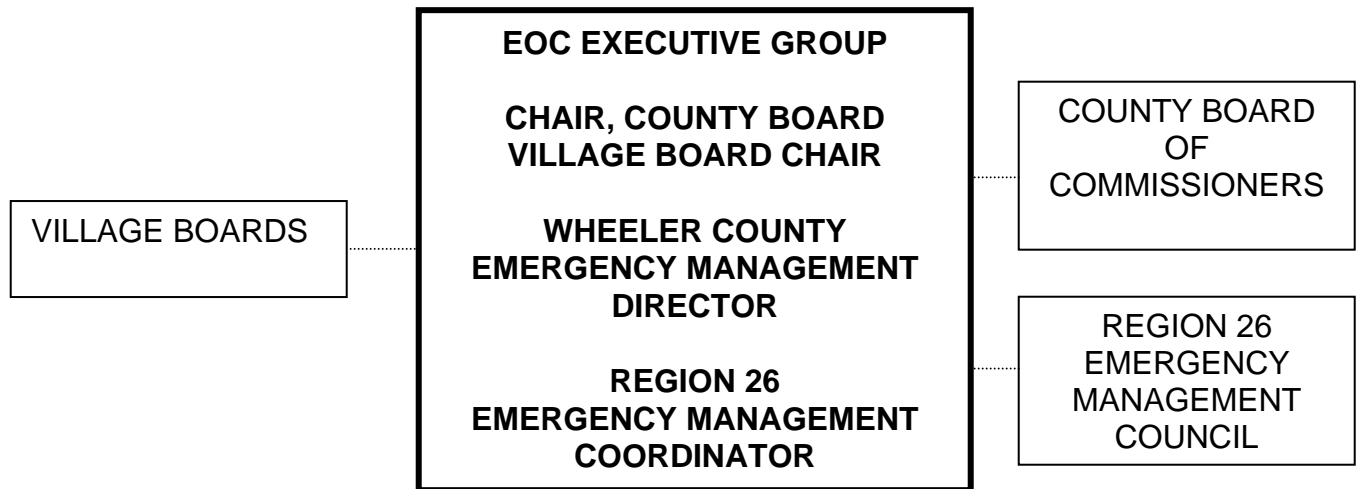 VILLAGE BOARDS
EOC EXECUTIVE GROUP
CHAIR, COUNTY BOARD
VILLAGE BOARD CHAIR
WHEELER COUNTY
EMERGENCY MANAGEMENT
DIRECTOR
REGION 26
EMERGENCY MANAGEMENT
COORDINATOR
COUNTY BOARD
OF
COMMISSIONERS
REGION 26
EMERGENCY
MANAGEMENT
COUNCIL